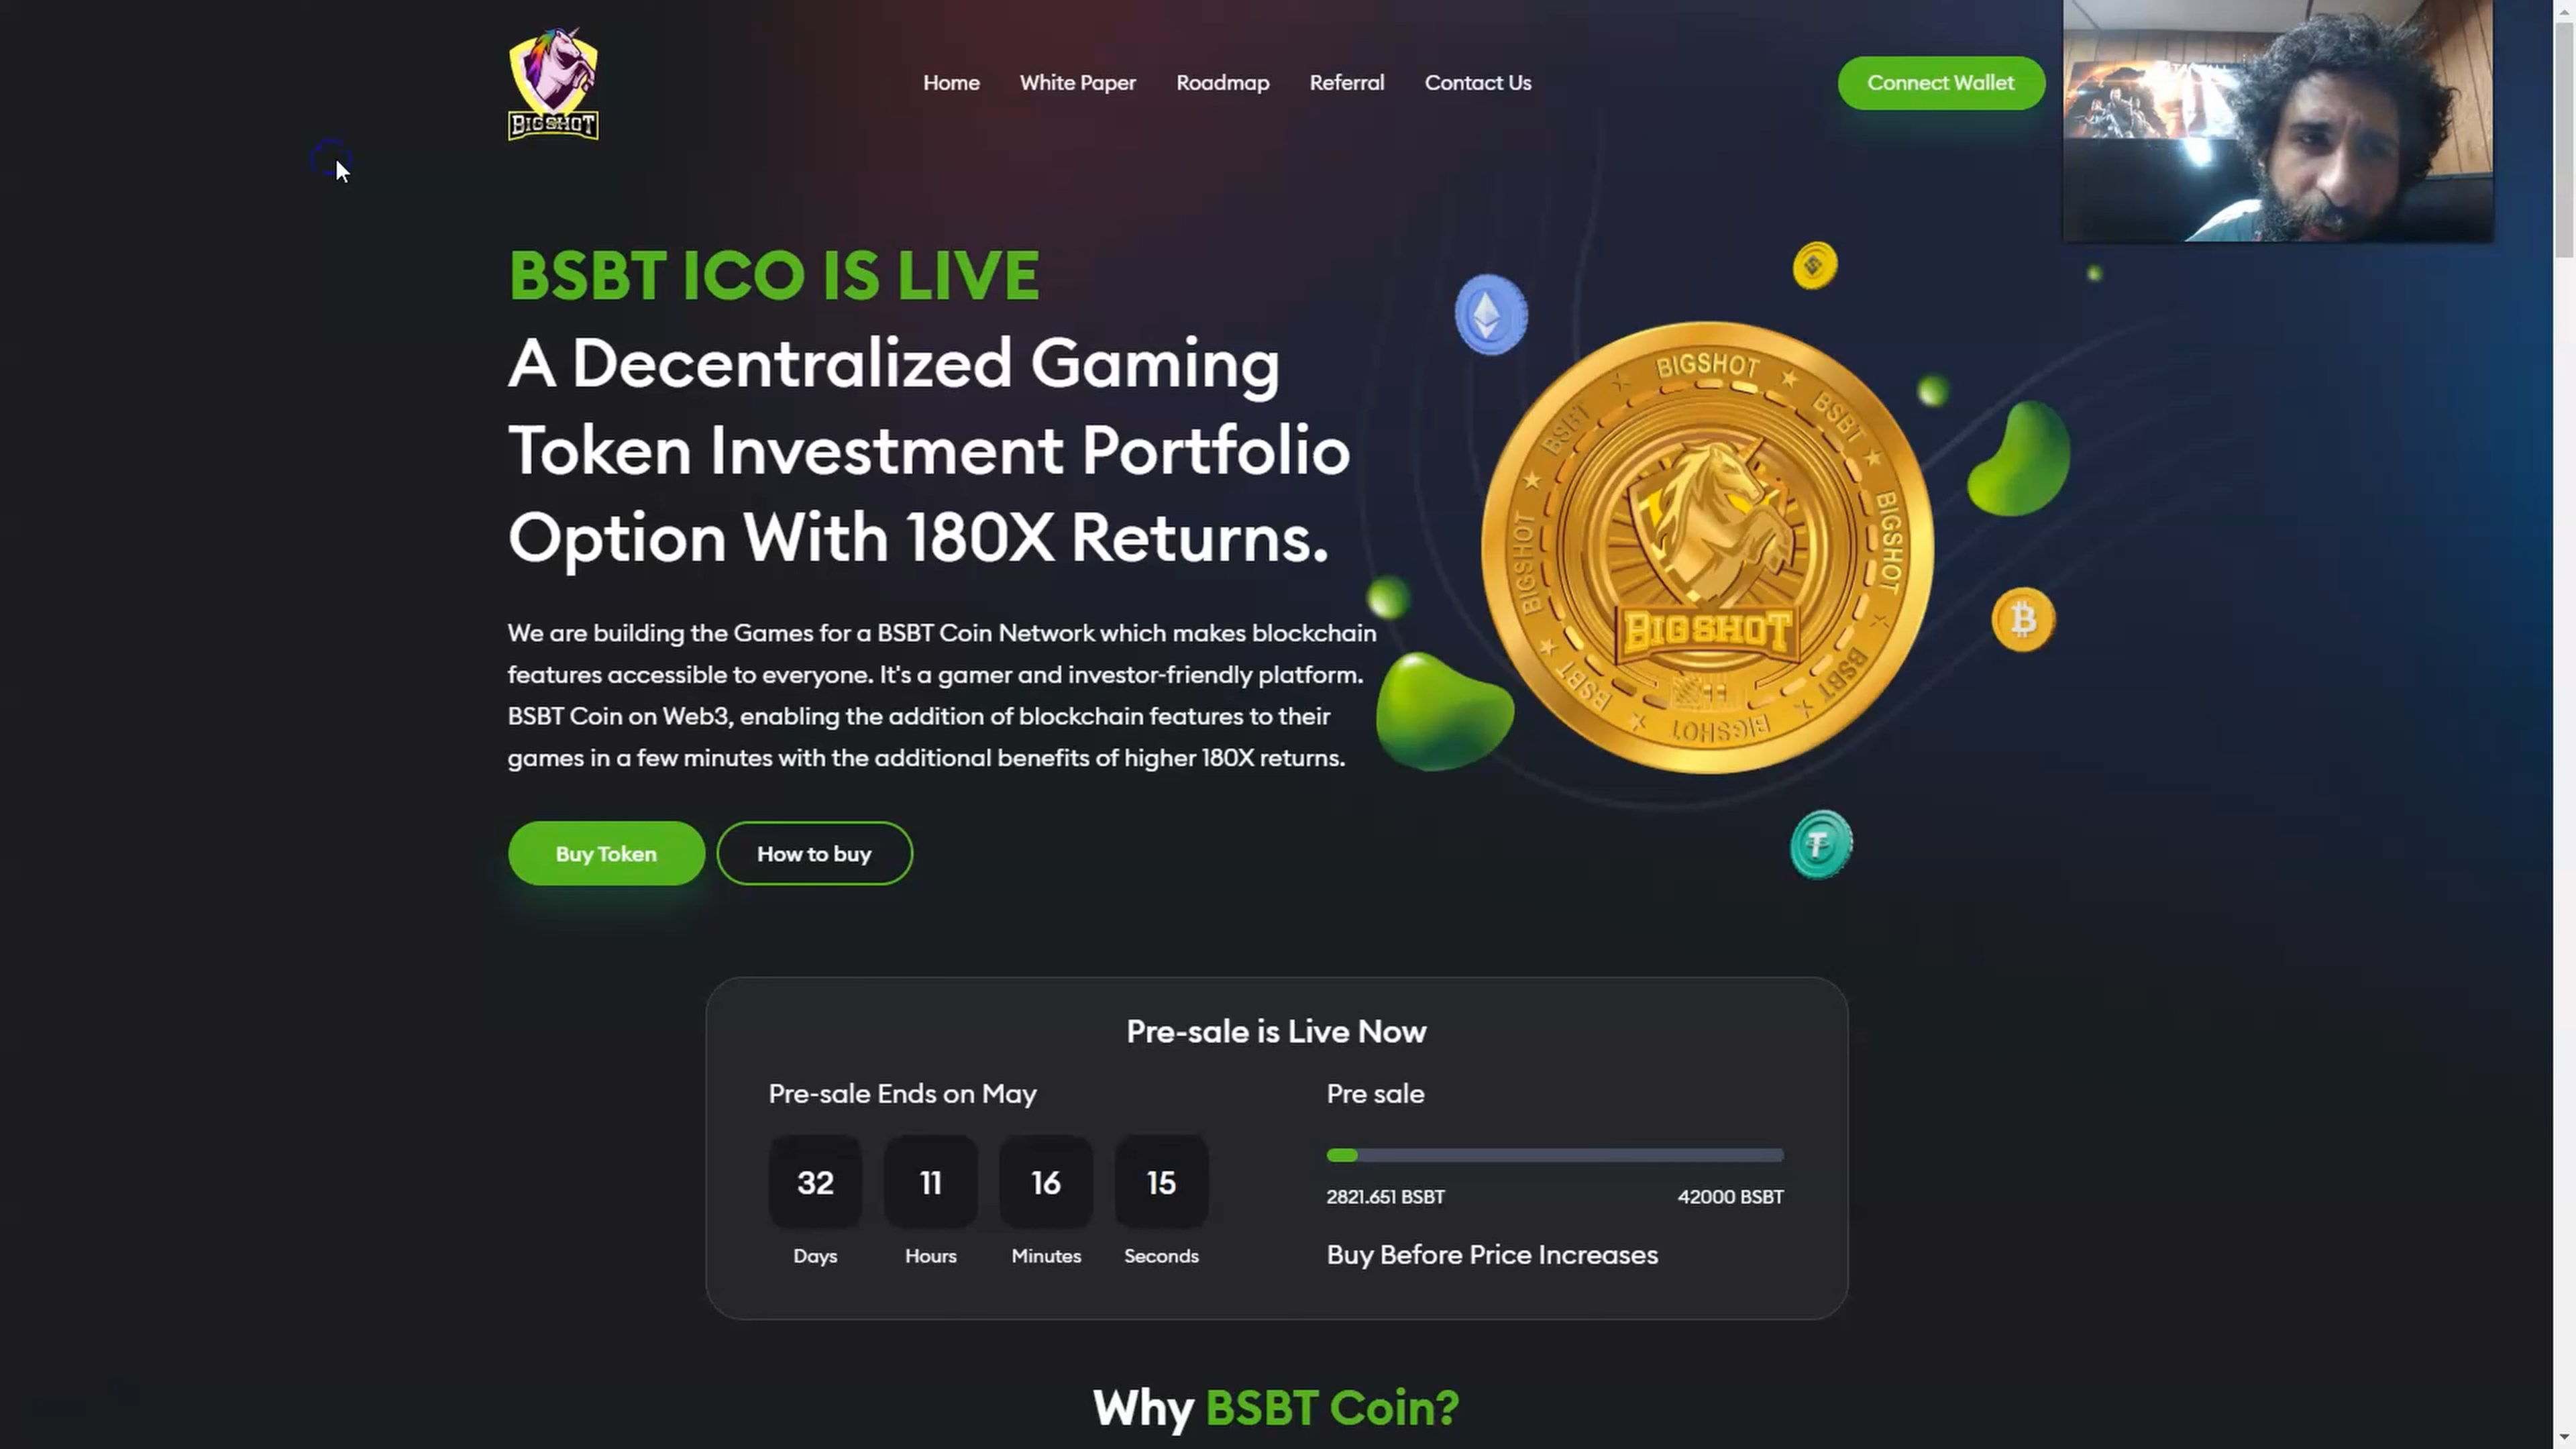 BIGSHOT
Home
White Paper
Roadmap
Referral
Contact Us
Connect Wallet
BSBT ICO IS LIVE
A Decentralized Gaming
Token Investment Portfolio
Option With 180X Returns.
We are building the Games for a BSBT Coin Network which makes blockchain
features accessible to everyone. It's a gamer and investor-friendly platform.
BSBT Coin on Web3, enabling the addition of blockchain features to their
games in a few minutes with the additional benefits of higher 180X returns.
Buy Token
How to buy
BIGSHOT
BSBT
BIGSHOT
BSBT
BIGSHOT
BSBT
BIGSHOT
BSBT
BIGSHOT
Pre-sale is Live Now
Pre-sale Ends on May
32
11
16
15
Days
Hours
Minutes
Seconds
Pre sale
2821.651 BSBT
42000 BSBT
Buy Before Price Increases
Why BSBT Coin?